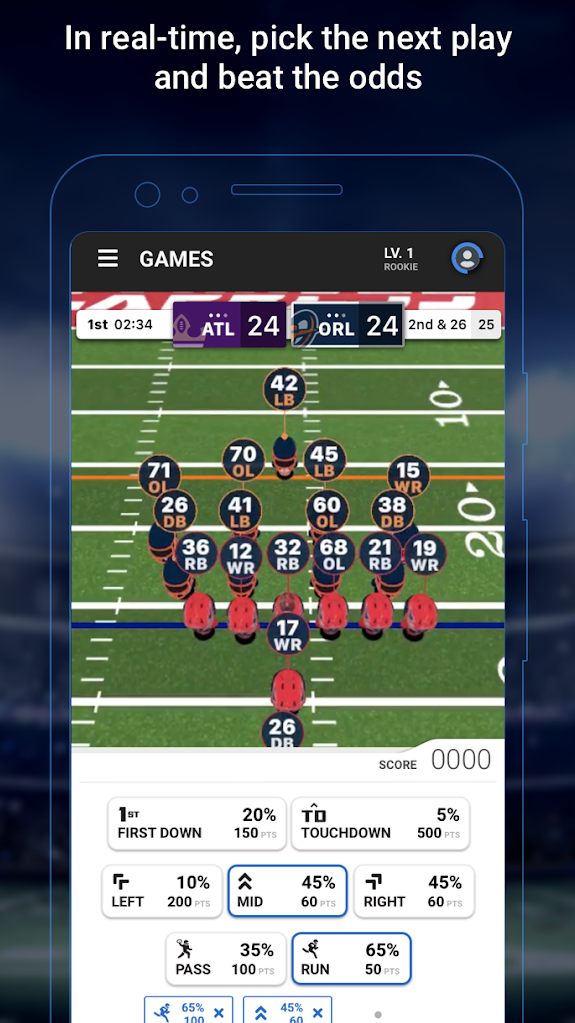 In real-time, pick the next play
and beat the odds
GAMES
LV. 1
ROOKIE
1st 02:34
ATL 24
ORL 24
2nd & 26 25
42
LB
10
70
OL
45
LB
71
OL
15
WR
26
DB
41
LB
60
OL
38
DB
20
36
RB
12
WR
32
RB
68
OL
21
RB
19
WR
17
WR
26
DB
SCORE 0000
1ST 20%
FIRST DOWN 150 PTS
TD 5%
TOUCHDOWN 500 PTS
10%
LEFT 200 PTS
45%
MID 60 PTS
45%
RIGHT 60 PTS
35%
PASS 100 PTS
65%
RUN 50 PTS
65%
100
45%
60